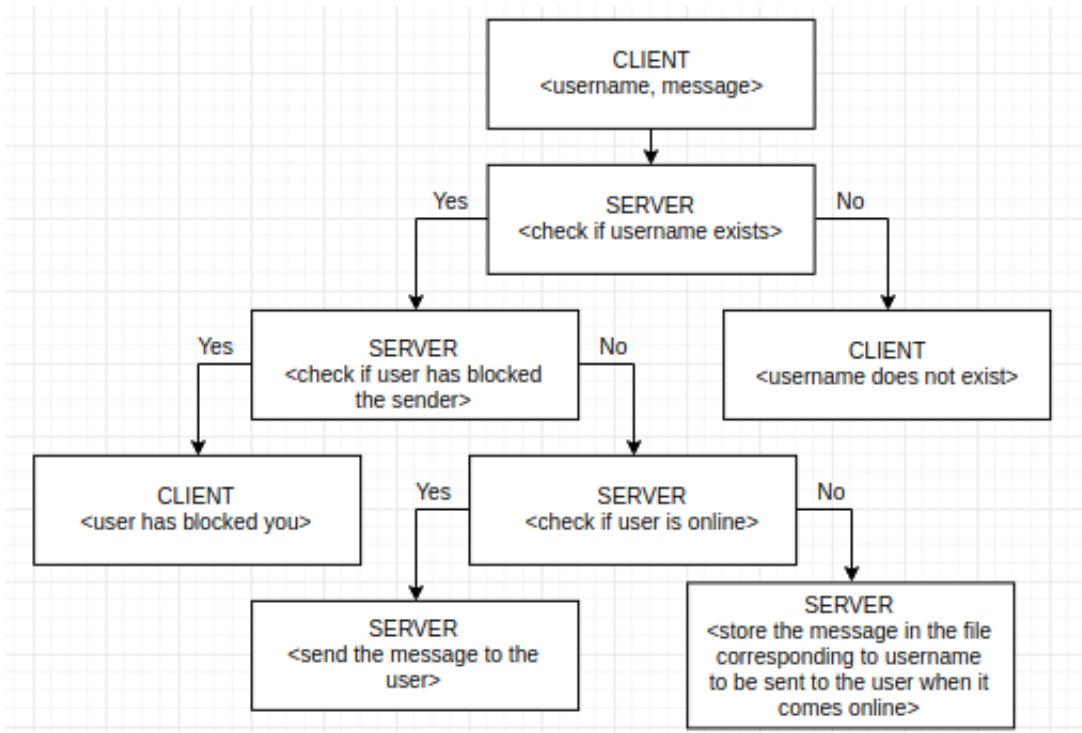 CLIENT
<username, message>
Yes
SERVER
<check if username exists>
No
Yes
SERVER
<check if user has blocked
the sender>
No
CLIENT
<username does not exist>
CLIENT
<user has blocked you>
Yes
SERVER
<check if user is online>
No
SERVER
<send the message to the
user>
SERVER
<store the message in the file
corresponding to username
to be sent to the user when it
comes online>